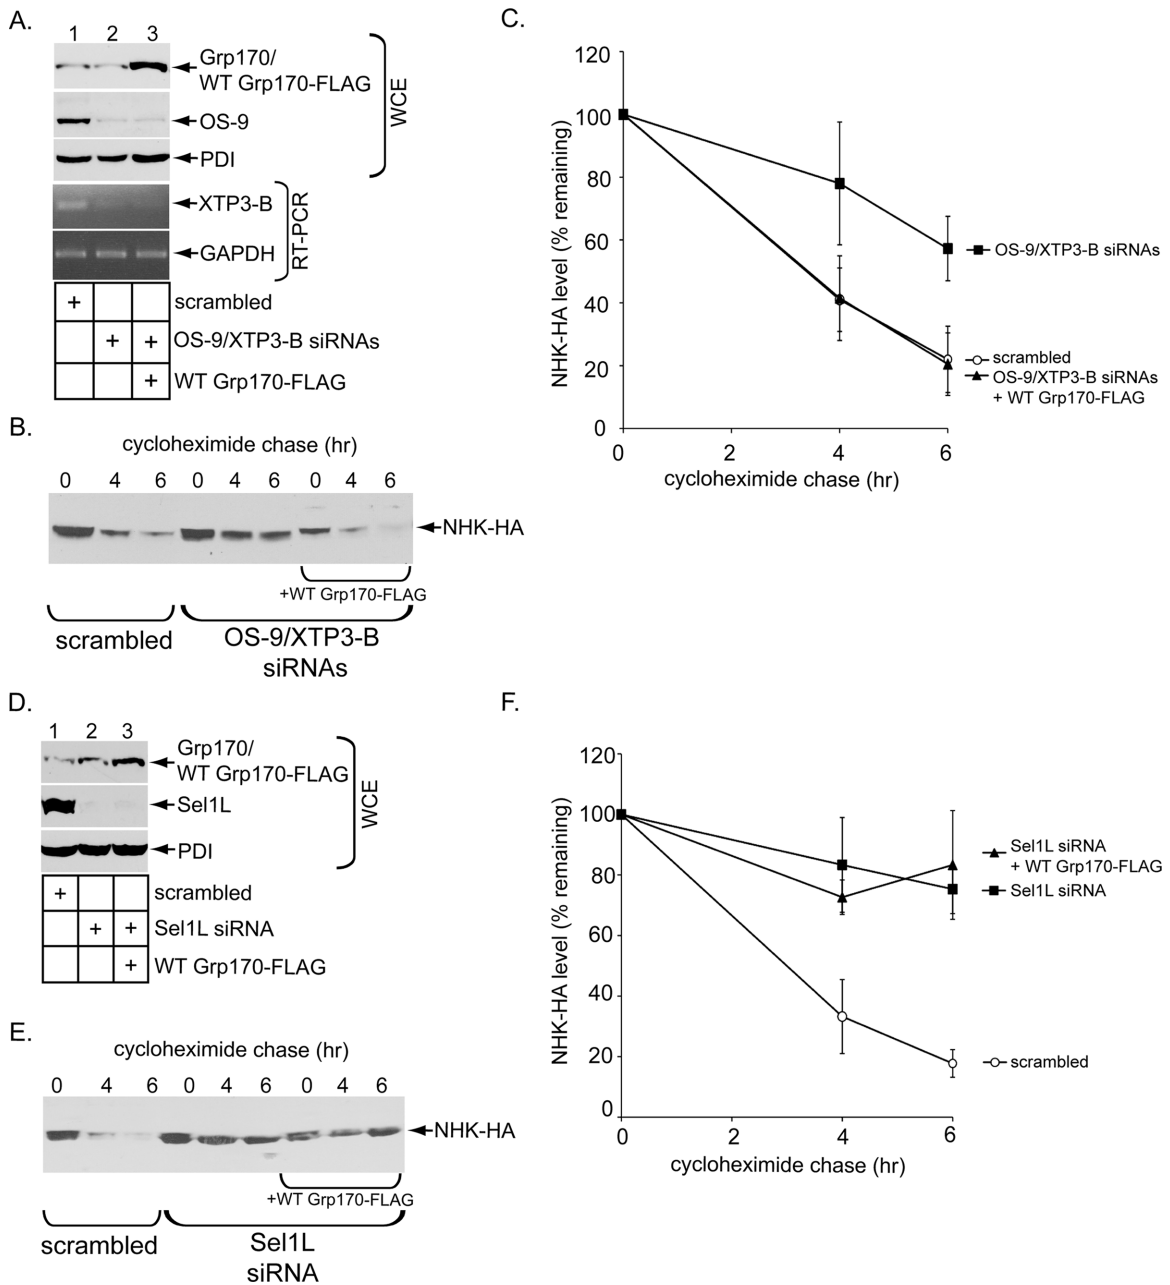 A.
1 2 3
Grp170/
WT Grp170-FLAG
OS-9
PDI
WCE
XTP3-B
GAPDH
RT-PCR
+ scrambled
+ + OS-9/XTP3-B siRNAs
+ WT Grp170-FLAG
B.
cycloheximide chase (hr)
0 4 6 0 4 6 0 4 6
NHK-HA
+WT Grp170-FLAG
scrambled
OS-9/XTP3-B
siRNAs
C.
NHK-HA level (% remaining)
120
100
80
60
40
20
0
0 2 4 6
cycloheximide chase (hr)
OS-9/XTP3-B siRNAs
scrambled
OS-9/XTP3-B siRNAs
+ WT Grp170-FLAG
D.
1 2 3
Grp170/
WT Grp170-FLAG
Sel1L
PDI
WCE
+ scrambled
+ + Sel1L siRNA
+ WT Grp170-FLAG
E.
cycloheximide chase (hr)
0 4 6 0 4 6 0 4 6
NHK-HA
+WT Grp170-FLAG
scrambled
Sel1L
siRNA
F.
NHK-HA level (% remaining)
120
100
80
60
40
20
0
0 2 4 6
cycloheximide chase (hr)
Sel1L siRNA
+ WT Grp170-FLAG
Sel1L siRNA
scrambled